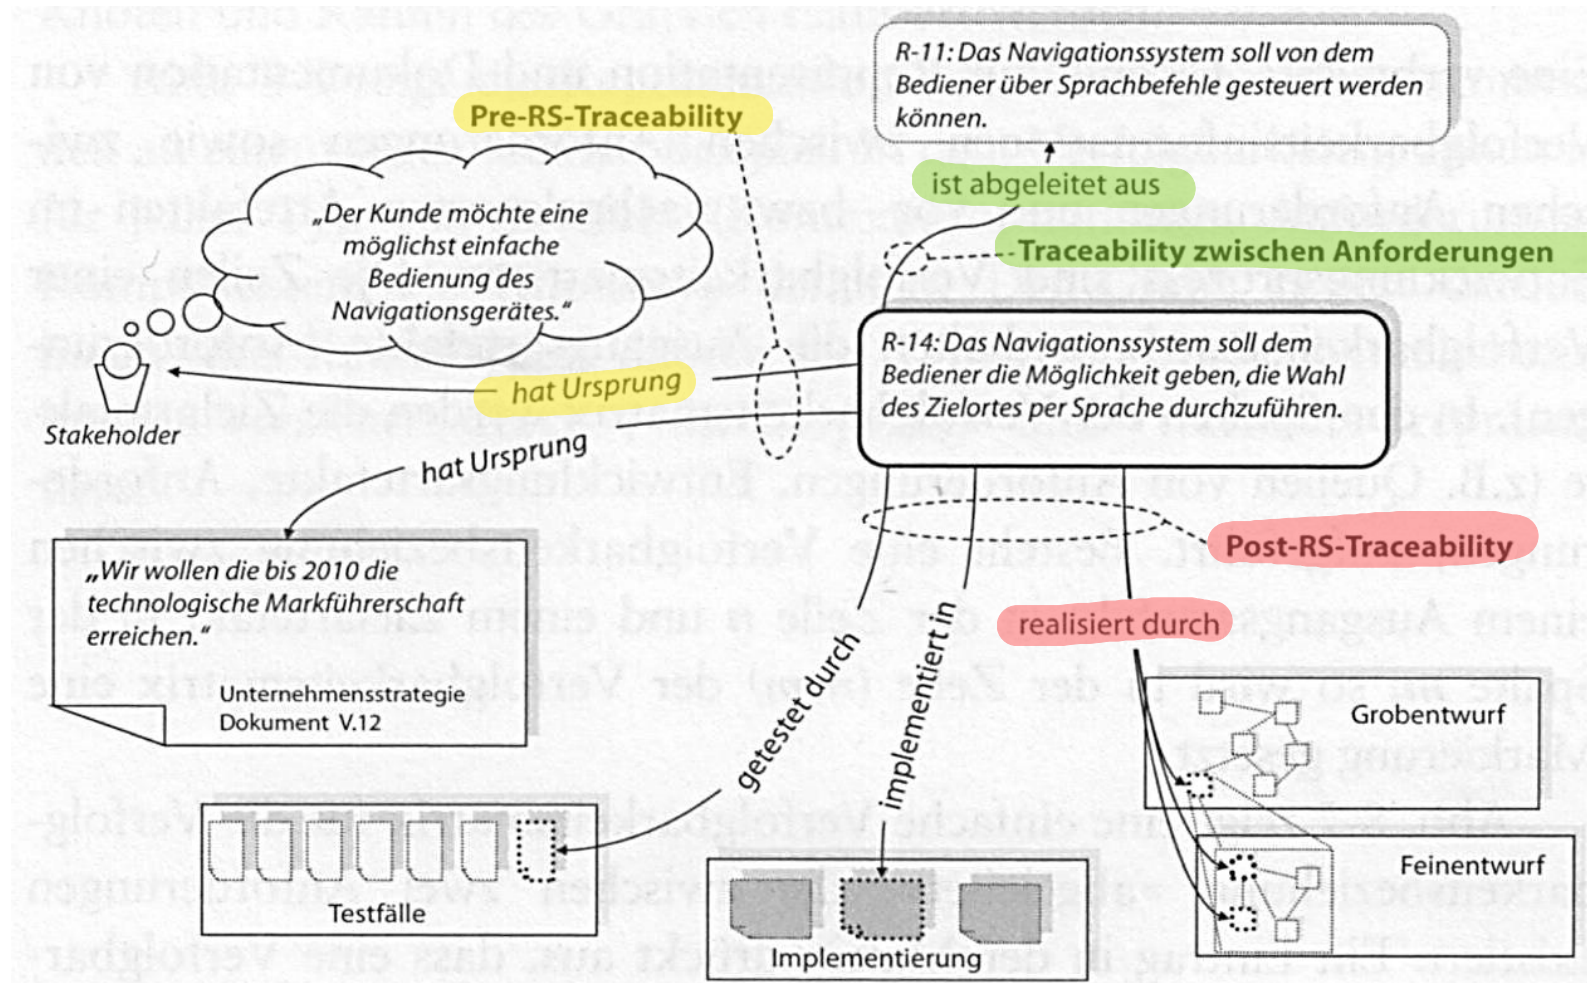 R-11: Das Navigationssystem soll von dem
Bediener über Sprachbefehle gesteuert werden
können.
Pre-RS-Traceability
ist abgeleitet aus
Traceability zwischen Anforderungen
„Der Kunde möchte eine
möglichst einfache
Bedienung des
Navigationsgerätes.“
R-14: Das Navigationssystem soll dem
Bediener die Möglichkeit geben, die Wahl
des Zielortes per Sprache durchzuführen.
hat Ursprung
Stakeholder
hat Ursprung
„Wir wollen die bis 2010 die
technologische Markführerschaft
erreichen.“
Unternehmensstrategie
Dokument V.12
Post-RS-Traceability
getestet durch
implementiert in
realisiert durch
Grobentwurf
Feinentwurf
Testfälle
Implementierung